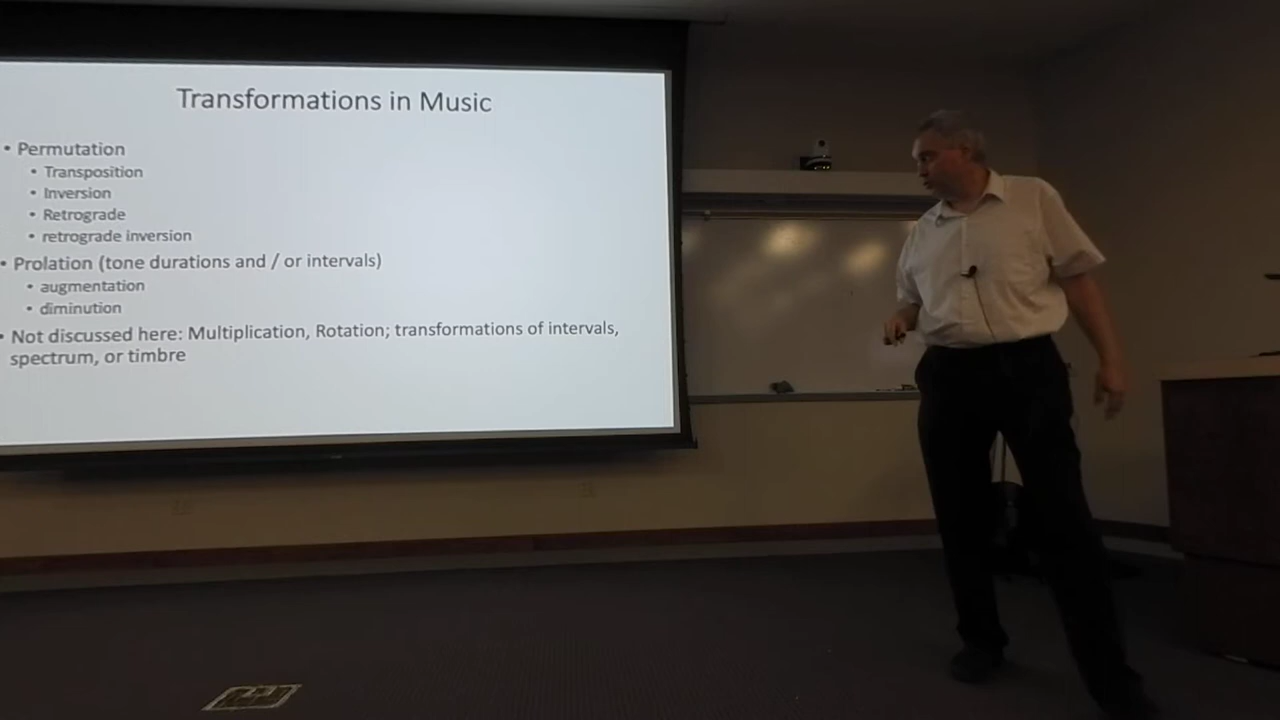 Transformations in Music
• Permutation
• Transposition
• Inversion
• Retrograde
• retrograde inversion
• Prolation (tone durations and / or intervals)
• augmentation
• diminution
• Not discussed here: Multiplication, Rotation; transformations of intervals,
spectrum, or timbre